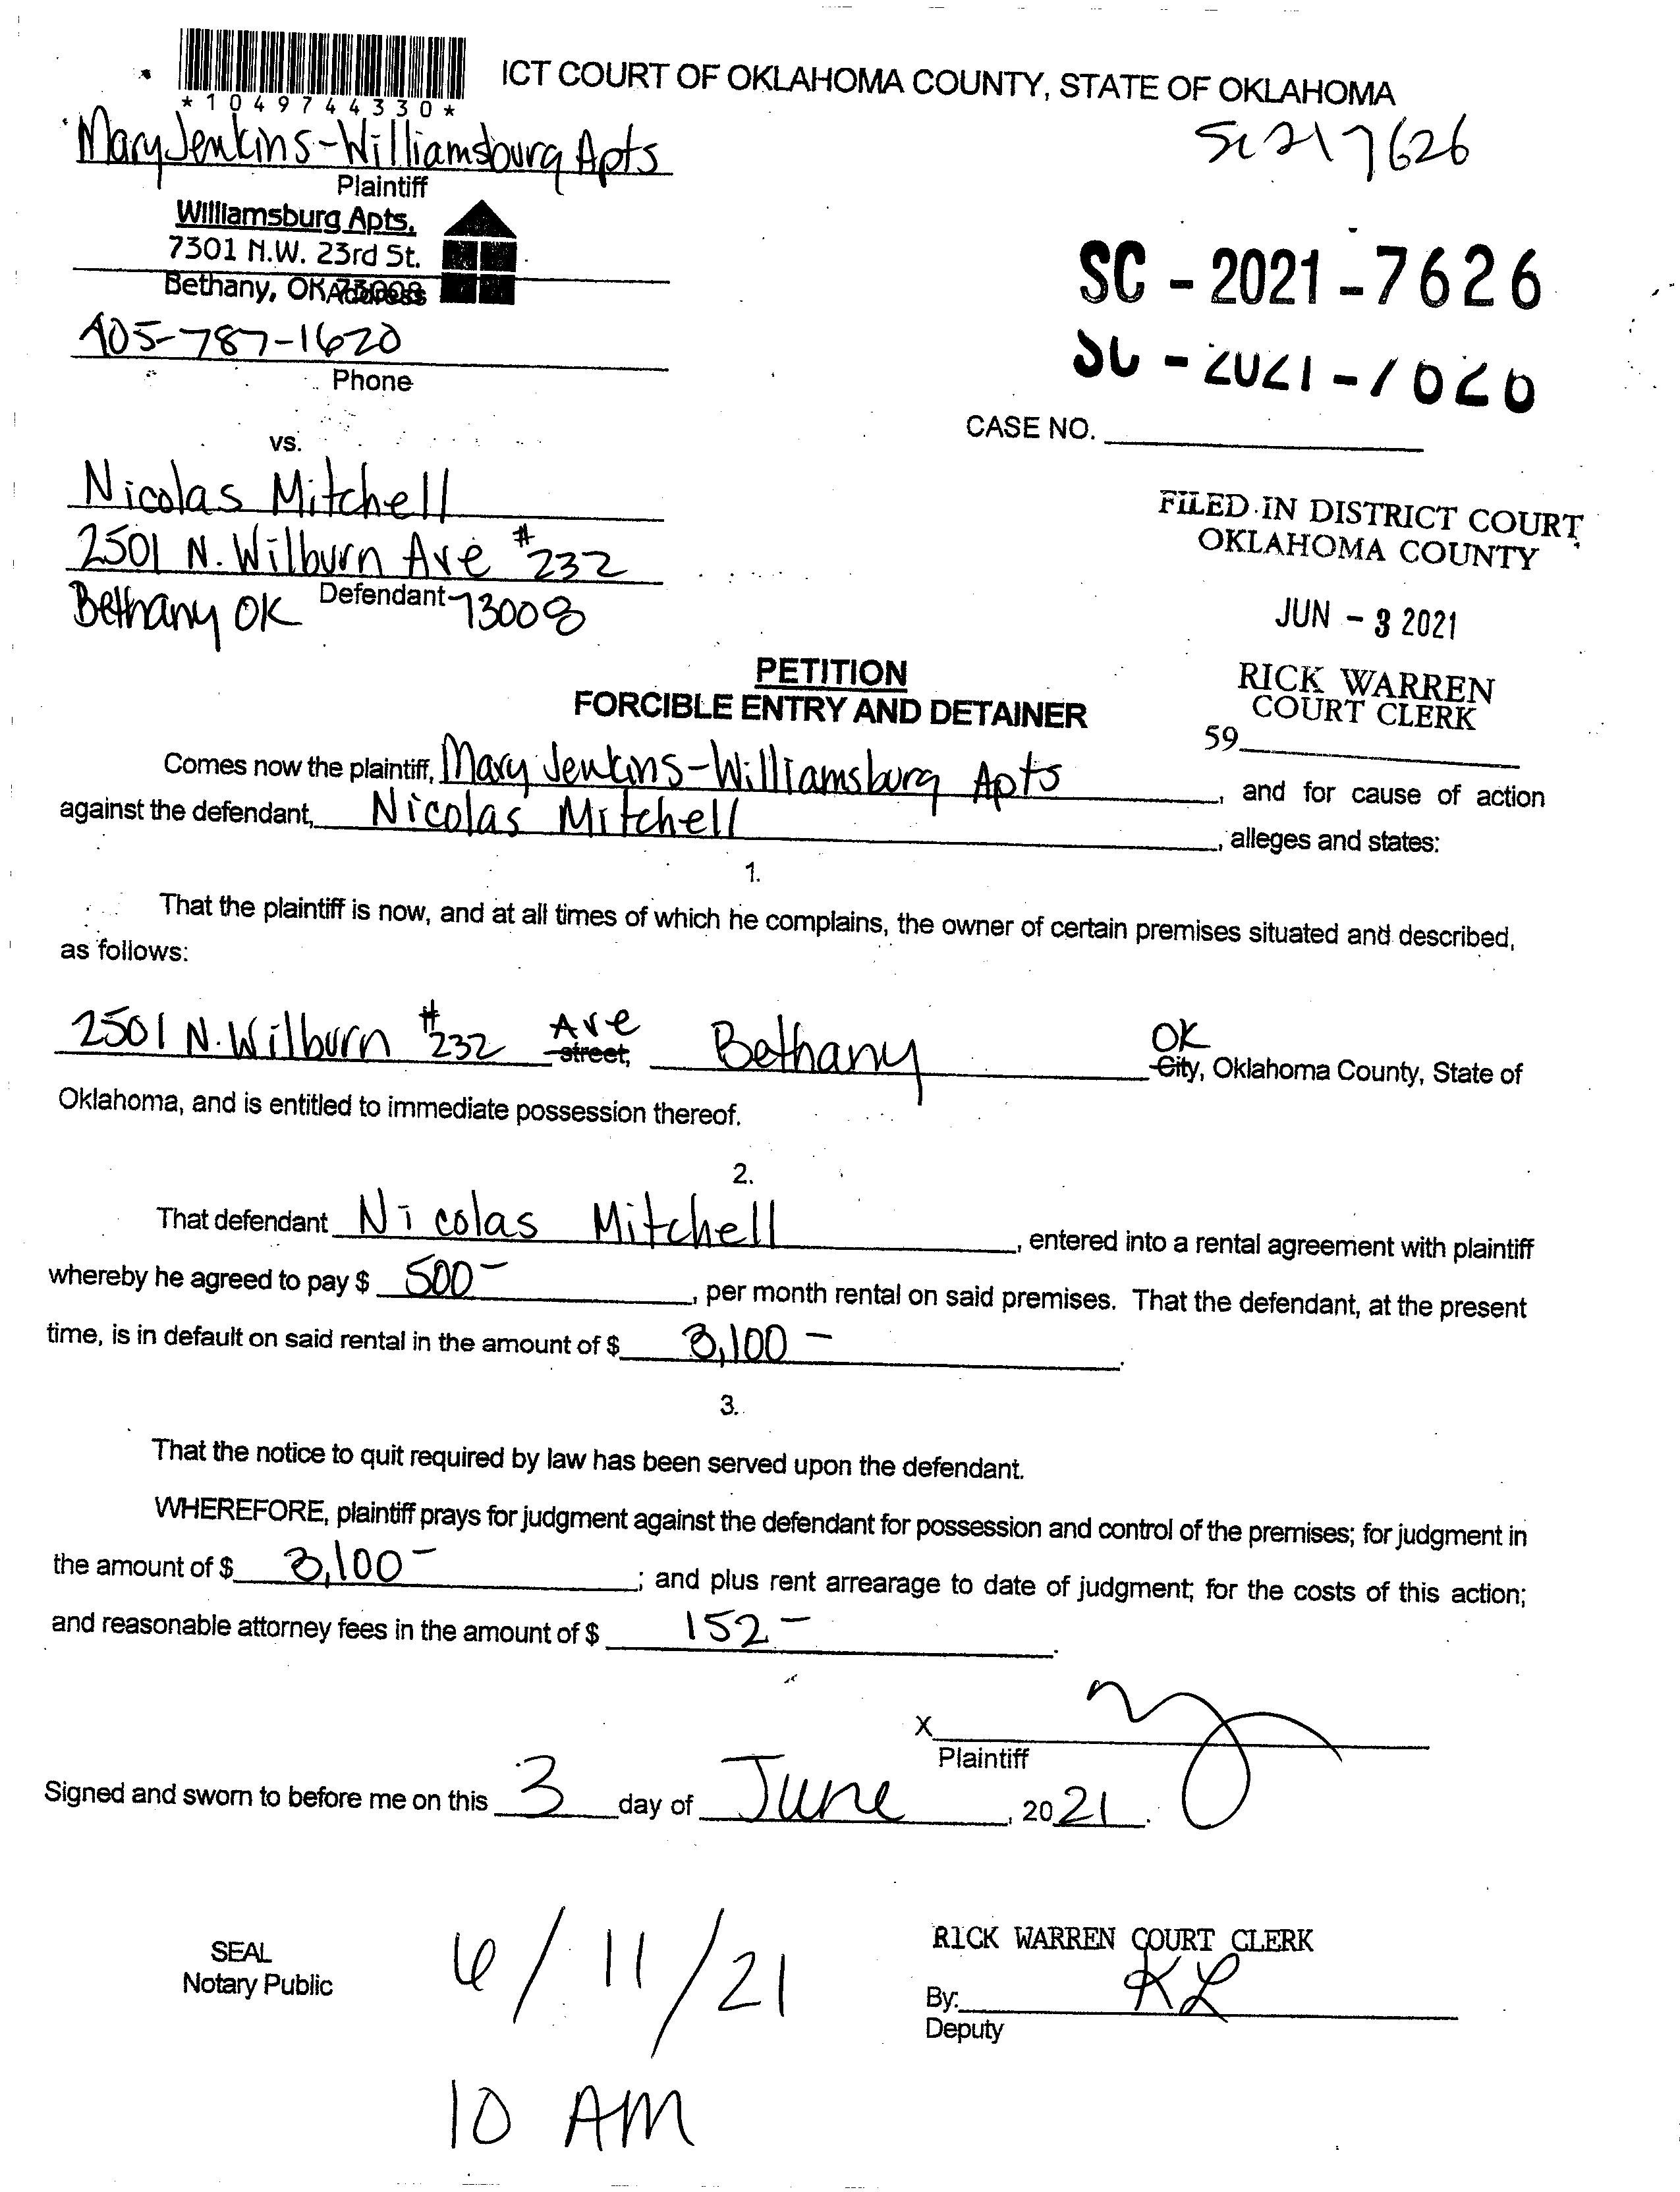 ICT COURT OF OKLAHOMA COUNTY, STATE OF OKLAHOMA
*1049744330*
Mary Jenkins-Williamsburg Apts
Plaintiff
SC217626
Williamsburg Apts.
7301 N.W. 23rd St.
Bethany, OK 73008
Address
SC-2021-7626
SC-2021-7626
405-787-1620
Phone
CASE NO.
vs.
Nicolas Mitchell
2501 N. Wilburn Ave #232
Defendant
Bethany OK 73008
FILED IN DISTRICT COURT
OKLAHOMA COUNTY
JUN - 3 2021
RICK WARREN
COURT CLERK
59
PETITION
FORCIBLE ENTRY AND DETAINER
Comes now the plaintiff, Mary Jenkins-Williamsburg Apts, and for cause of action
against the defendant, Nicolas Mitchell, alleges and states:
1.
That the plaintiff is now, and at all times of which he complains, the owner of certain premises situated and described,
as follows:
2501 N. Wilburn #232 Ave street, Bethany OK City, Oklahoma County, State of
Oklahoma, and is entitled to immediate possession thereof.
2.
That defendant Nicolas Mitchell, entered into a rental agreement with plaintiff
whereby he agreed to pay $ 500-, per month rental on said premises. That the defendant, at the present
time, is in default on said rental in the amount of $ 3,100-.
3.
That the notice to quit required by law has been served upon the defendant.
WHEREFORE, plaintiff prays for judgment against the defendant for possession and control of the premises; for judgment in
the amount of $ 3,100-; and plus rent arrearage to date of judgment; for the costs of this action;
and reasonable attorney fees in the amount of $ 152-.
X
Plaintiff
Signed and sworn to before me on this 3 day of June, 2021.
SEAL
Notary Public
6/11/21
10 AM
RICK WARREN COURT CLERK
By: KL
Deputy